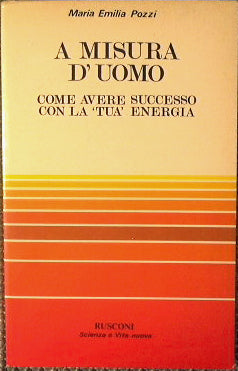 Maria Emilia Pozzi
A MISURA
D'UOMO
COME AVERE SUCCESSO
CON LA 'TUA' ENERGIA
RUSCONI
Scienza e Vita nuova